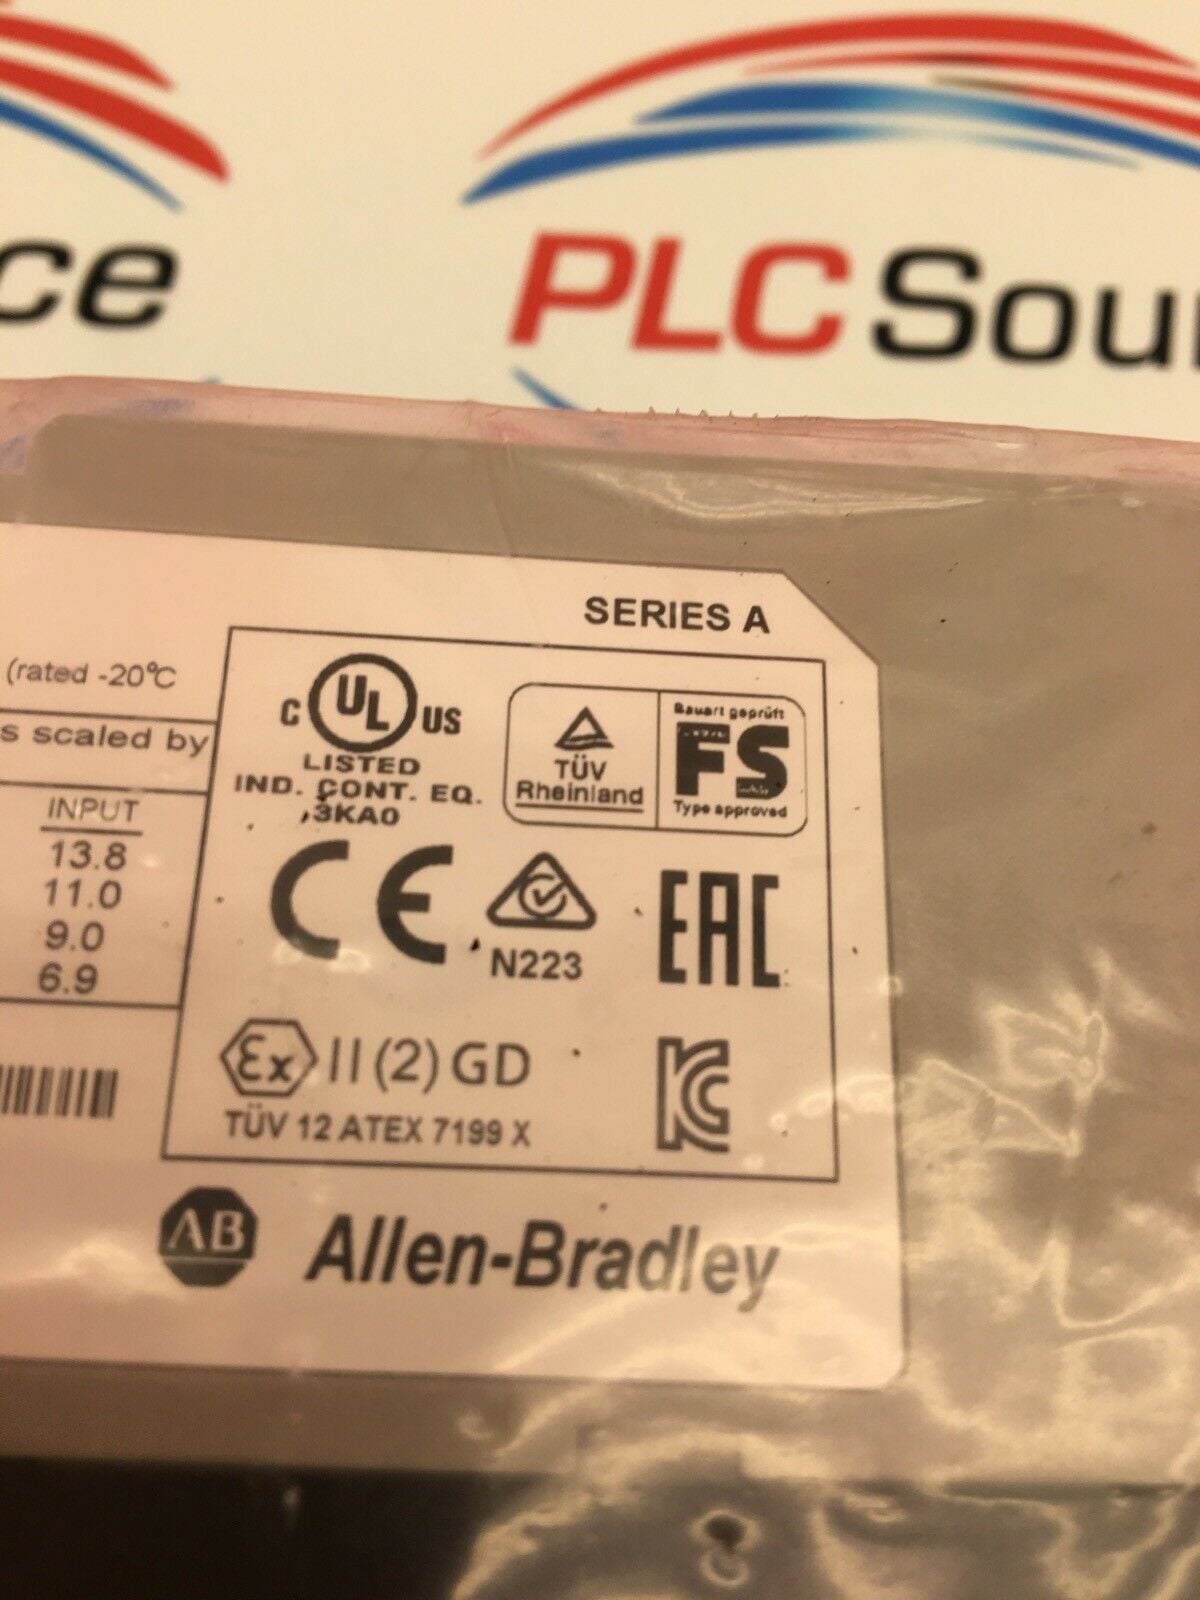 ce
PLC Sour
SERIES A
(rated -20°C
s scaled by
INPUT
13.8
11.0
9.0
6.9
C UL US
LISTED
IND. CONT. EQ.
3KA0
TÜV
Rheinland
Bauart geprüft
FS
Type approved
CE
N223
EAC
Ex II (2) GD
KC
TÜV 12 ATEX 7199 X
AB Allen-Bradley